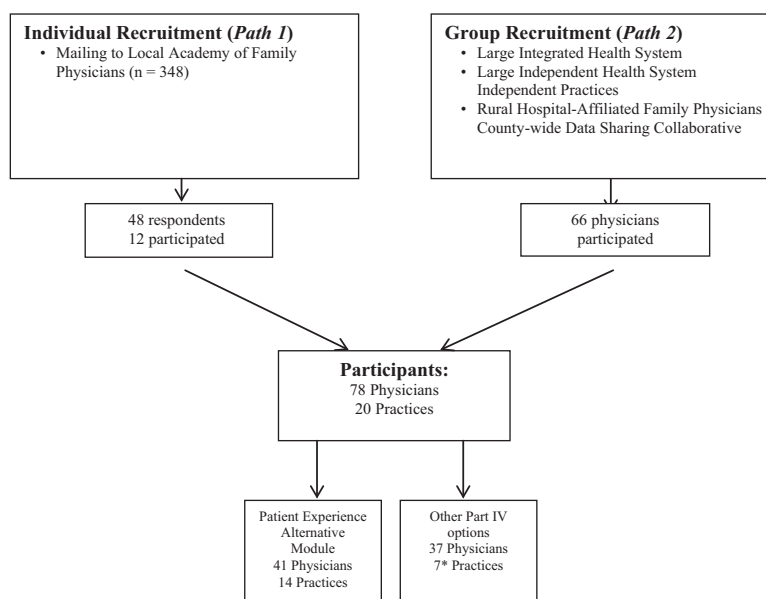 Individual Recruitment (Path 1)
• Mailing to Local Academy of Family
Physicians (n = 348)
Group Recruitment (Path 2)
• Large Integrated Health System
• Large Independent Health System
Independent Practices
• Rural Hospital-Affiliated Family Physicians
County-wide Data Sharing Collaborative
48 respondents
12 participated
66 physicians
participated
Participants:
78 Physicians
20 Practices
Patient Experience
Alternative
Module
41 Physicians
14 Practices
Other Part IV
options
37 Physicians
7* Practices